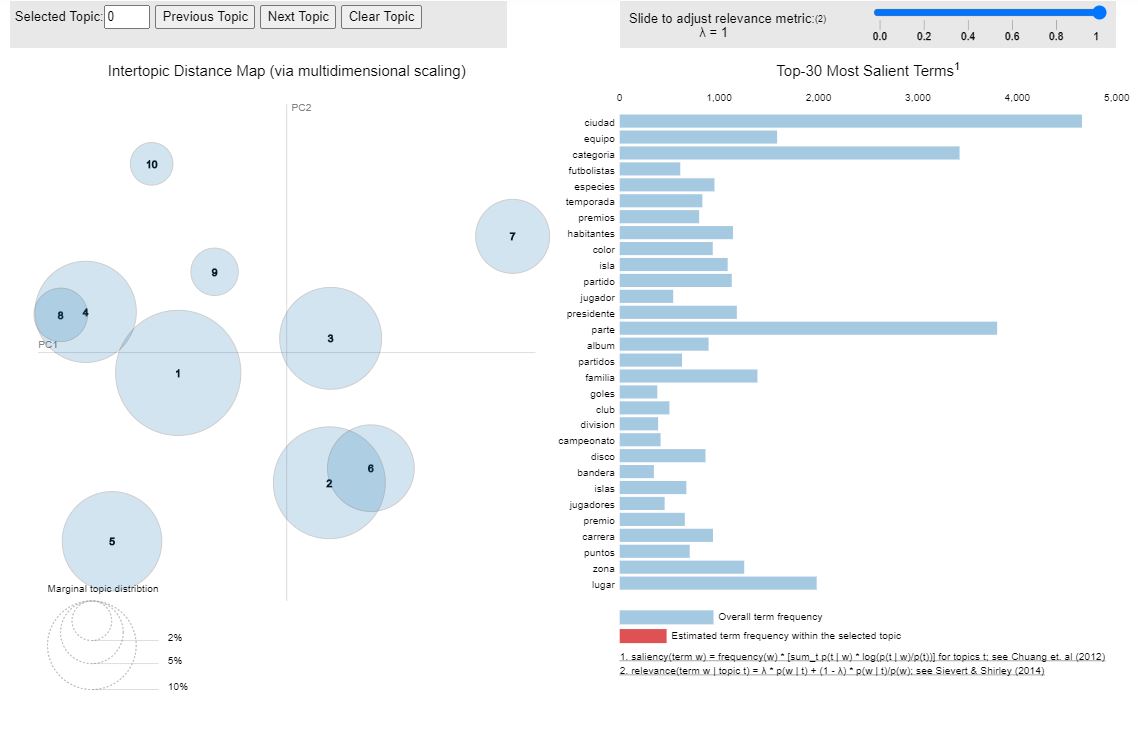 Selected Topic: 0 Previous Topic Next Topic Clear Topic
Slide to adjust relevance metric:(2)
λ = 1
0.0 0.2 0.4 0.6 0.8 1
Intertopic Distance Map (via multidimensional scaling)
PC2
PC1
10
7
9
8
4
3
1
6
2
5
Marginal topic distribtion
2%
5%
10%
Top-30 Most Salient Terms1
0 1,000 2,000 3,000 4,000 5,000
ciudad
equipo
categoria
futbolistas
especies
temporada
premios
habitantes
color
isla
partido
jugador
presidente
parte
album
partidos
familia
goles
club
division
campeonato
disco
bandera
islas
jugadores
premio
carrera
puntos
zona
lugar
Overall term frequency
Estimated term frequency within the selected topic
1. saliency(term w) = frequency(w) * [sum_t p(t | w) * log(p(t | w)/p(t))] for topics t; see Chuang et. al (2012)
2. relevance(term w | topic t) = λ * p(w | t) + (1 - λ) * p(w | t)/p(w); see Sievert & Shirley (2014)